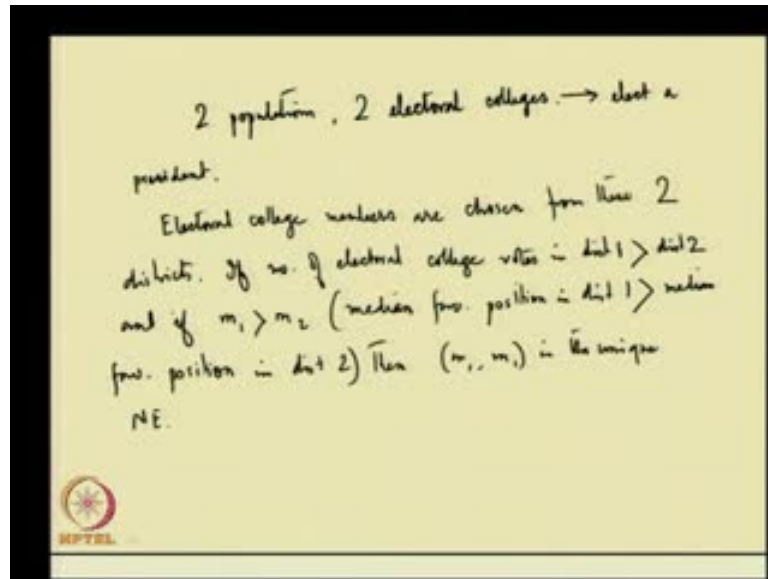 2 populations, 2 electoral colleges. → elect a
president.
Electoral college members are chosen from these 2
districts. If no. of electoral college votes in dist 1 > dist 2
and if m₁ > m₂ (median fav. position in dist 1 > median
fav. position in dist 2) Then (m₁, m₁) is the unique
NE.
NPTEL